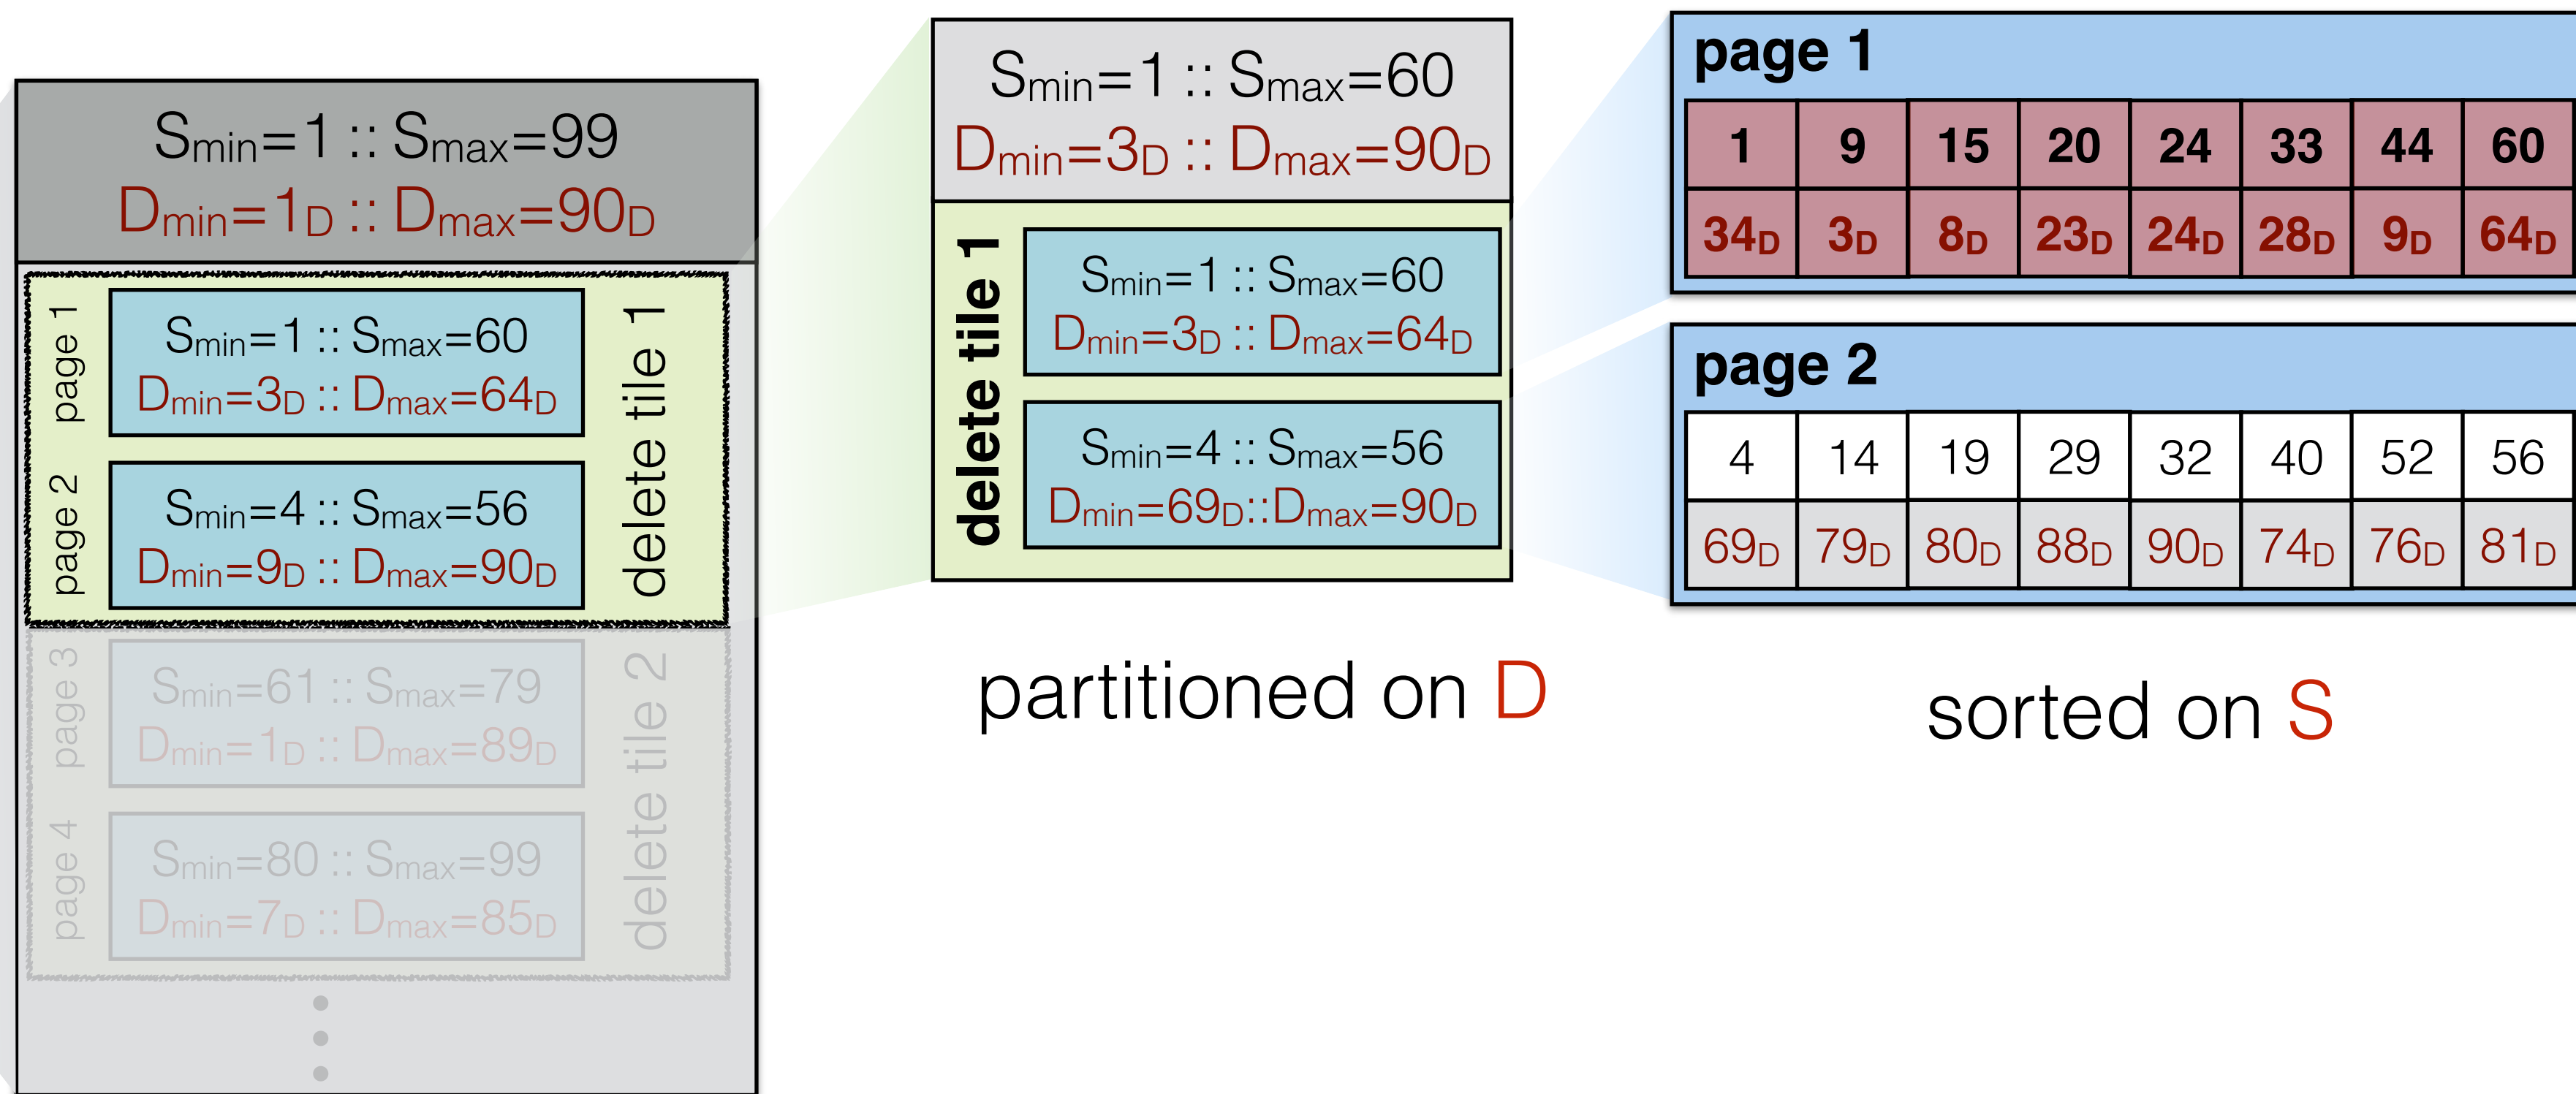 Smin=1 :: Smax=99
Dmin=1D :: Dmax=90D
page 1
Smin=1 :: Smax=60
Dmin=3D :: Dmax=64D
page 2
Smin=4 :: Smax=56
Dmin=9D :: Dmax=90D
delete tile 1
page 3
Smin=61 :: Smax=79
Dmin=1D :: Dmax=89D
page 4
Smin=80 :: Smax=99
Dmin=7D :: Dmax=85D
delete tile 2
Smin=1 :: Smax=60
Dmin=3D :: Dmax=90D
delete tile 1
Smin=1 :: Smax=60
Dmin=3D :: Dmax=64D
Smin=4 :: Smax=56
Dmin=69D::Dmax=90D
partitioned on D
page 1
1 9 15 20 24 33 44 60
34D 3D 8D 23D 24D 28D 9D 64D
page 2
4 14 19 29 32 40 52 56
69D 79D 80D 88D 90D 74D 76D 81D
sorted on S